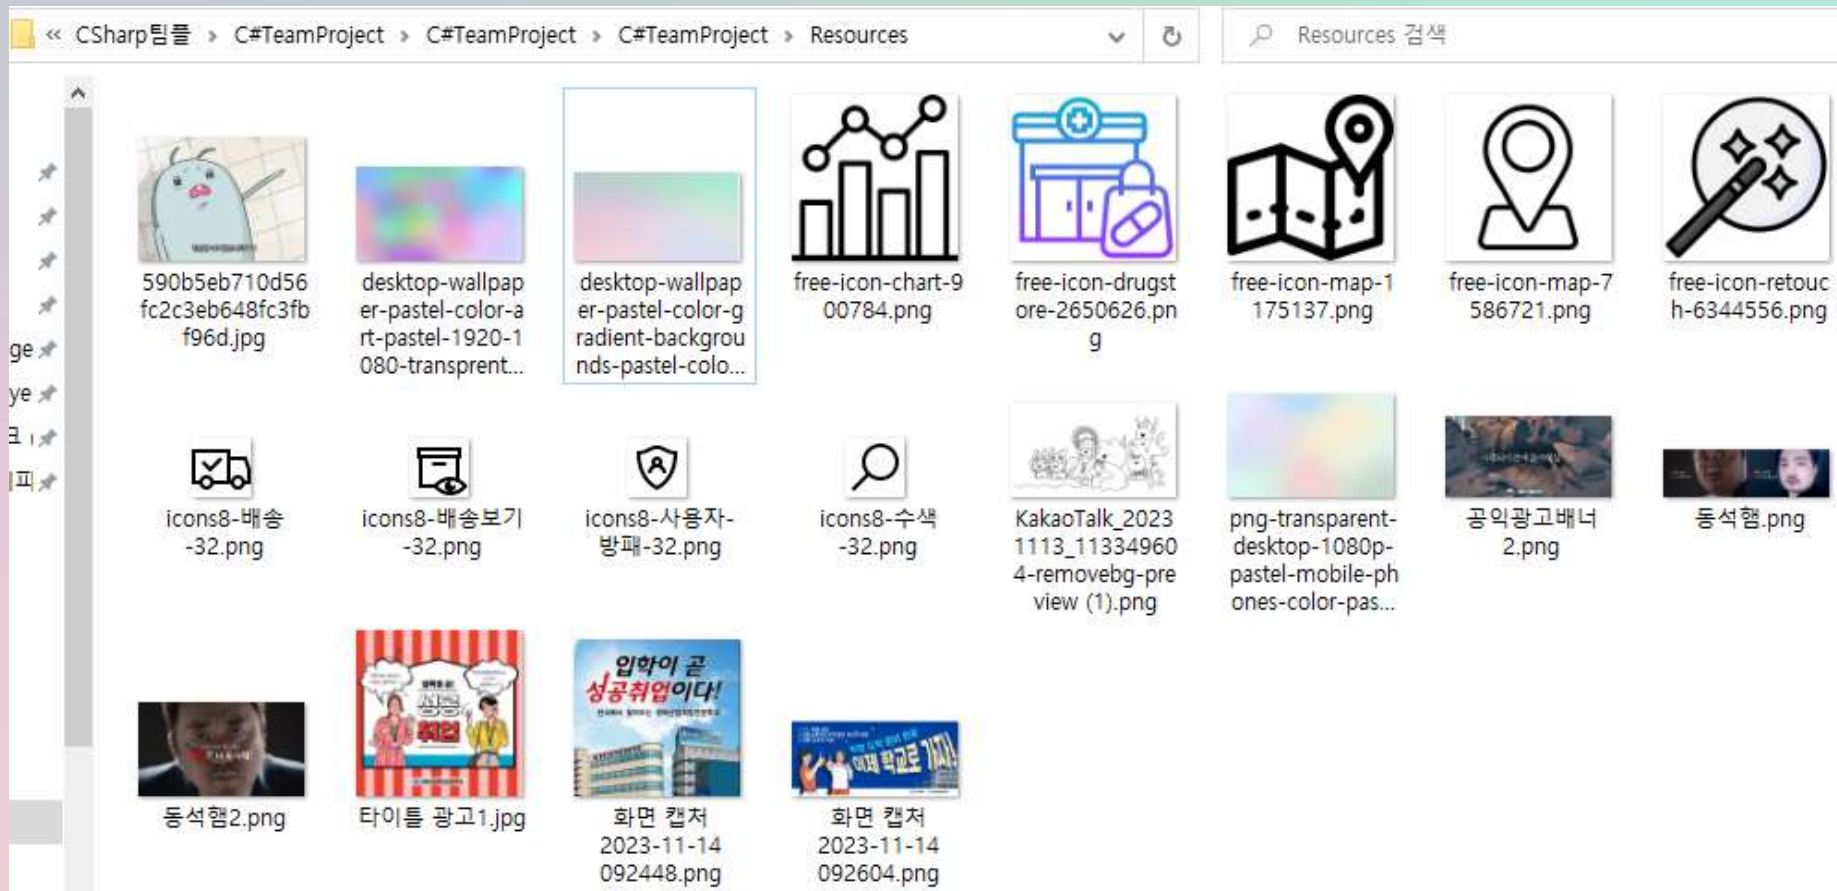 « CSharp팀플 › C#TeamProject › C#TeamProject › C#TeamProject › Resources
Resources 검색
ge
ye
590b5eb710d56
fc2c3eb648fc3fb
f96d.jpg
desktop-wallpap
er-pastel-color-a
rt-pastel-1920-1
080-transprent...
desktop-wallpap
er-pastel-color-g
radient-backgrou
nds-pastel-colo...
free-icon-chart-9
00784.png
free-icon-drugst
ore-2650626.pn
g
free-icon-map-1
175137.png
free-icon-map-7
586721.png
free-icon-retouc
h-6344556.png
icons8-배송
-32.png
icons8-배송보기
-32.png
icons8-사용자-
방패-32.png
icons8-수색
-32.png
KakaoTalk_2023
1113_11334960
4-removebg-pre
view (1).png
png-transparent-
desktop-1080p-
pastel-mobile-ph
ones-color-pas...
공익광고배너
2.png
동석햄.png
성공
취업
입학이 곧
성공취업이다!
이제 학교로 가자!
동석햄2.png
타이틀 광고1.jpg
화면 캡처
2023-11-14
092448.png
화면 캡처
2023-11-14
092604.png